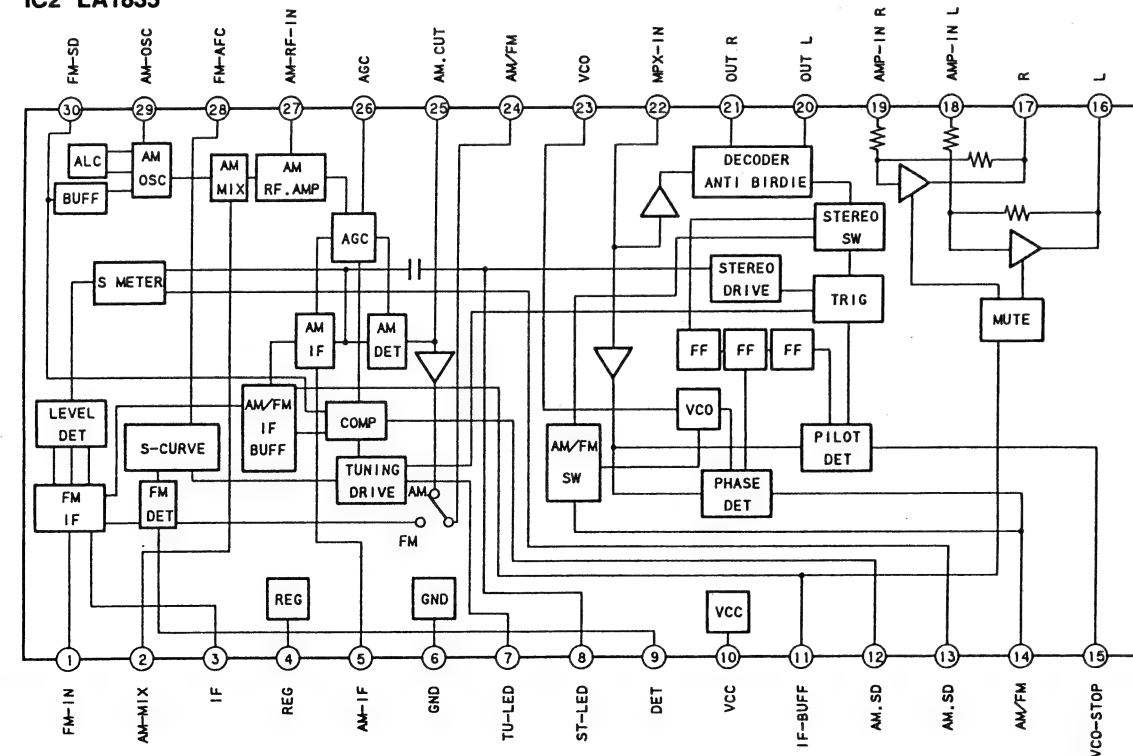 IC2 LA1835
FM-SD
AM-OSC
FM-AFC
AM-RF-IN
AGC
AM.CUT
AM/FM
VCO
MPX-IN
OUT R
OUT L
AMP-IN R
AMP-IN L
R
L
30
29
28
27
26
25
24
23
22
21
20
19
18
17
16
ALC
AM
OSC
BUFF
AM
MIX
AM
RF.AMP
AGC
DECODER
ANTI BIRDIE
STEREO
SW
S METER
STEREO
DRIVE
TRIG
MUTE
AM
IF
AM
DET
FF
FF
FF
LEVEL
DET
AM/FM
IF
BUFF
COMP
VCO
S-CURVE
AM/FM
SW
PILOT
DET
TUNING
DRIVE
PHASE
DET
FM
IF
FM
DET
AM
FM
REG
GND
VCC
1
2
3
4
5
6
7
8
9
10
11
12
13
14
15
FM-IN
AM-MIX
IF
REG
AM-IF
GND
TU-LED
ST-LED
DET
VCC
IF-BUFF
AM.SD
AM.SD
AM/FM
VCO-STOP